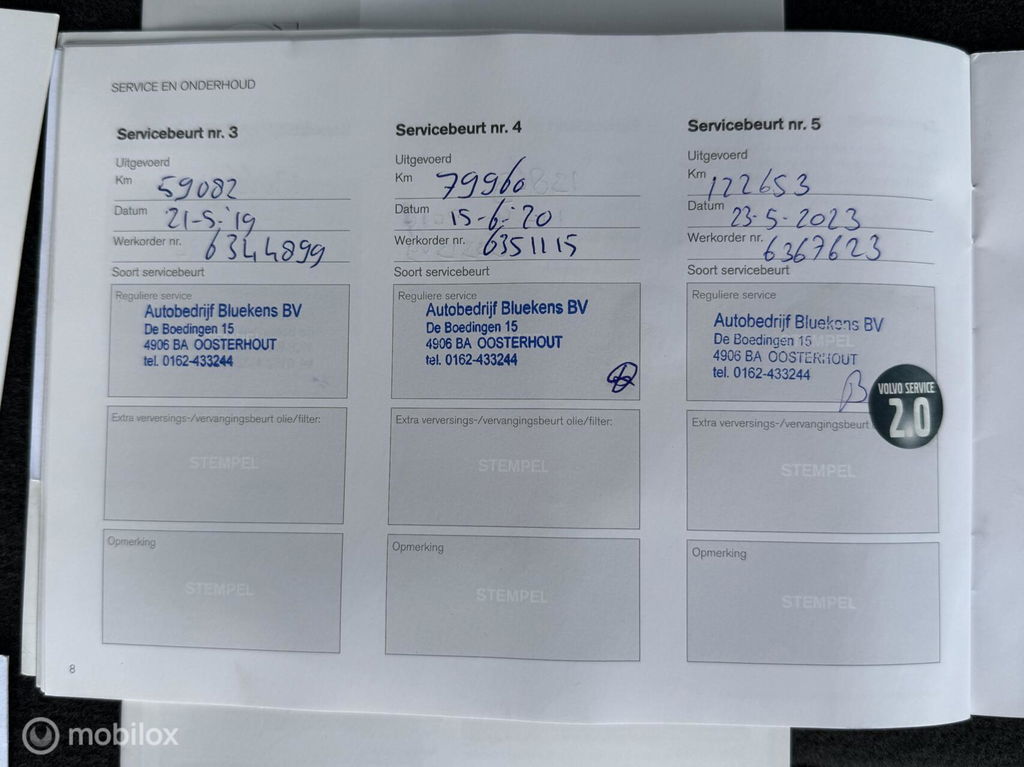 SERVICE EN ONDERHOUD
Servicebeurt nr. 3
Uitgevoerd
Km 59082
Datum 21-5-'19
Werkorder nr. 6344899
Soort servicebeurt
Reguliere service
Autobedrijf Bluekens BV
De Boedingen 15
4906 BA OOSTERHOUT
tel. 0162-433244
Extra verversings-/vervangingsbeurt olie/filter:
STEMPEL
Opmerking
STEMPEL
Servicebeurt nr. 4
Uitgevoerd
Km 79960
Datum 15-6-'20
Werkorder nr. 6351115
Soort servicebeurt
Reguliere service
Autobedrijf Bluekens BV
De Boedingen 15
4906 BA OOSTERHOUT
tel. 0162-433244
Extra verversings-/vervangingsbeurt olie/filter:
STEMPEL
Opmerking
STEMPEL
Servicebeurt nr. 5
Uitgevoerd
Km 122653
Datum 23-5-2023
Werkorder nr. 6367623
Soort servicebeurt
Reguliere service
Autobedrijf Bluekens BV
De Boedingen 15
4906 BA OOSTERHOUT
tel. 0162-433244
VOLVO SERVICE
2.0
Extra verversings-/vervangingsbeurt
STEMPEL
Opmerking
STEMPEL
8
mobilox